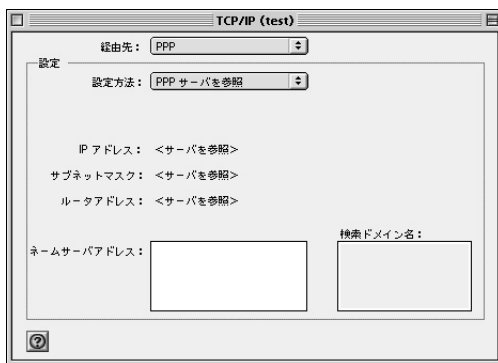 TCP/IP (test)
経由先： PPP
設定
設定方法： PPP サーバを参照
IP アドレス： <サーバを参照>
サブネットマスク： <サーバを参照>
ルータアドレス： <サーバを参照>
検索ドメイン名：
ネームサーバアドレス：
?